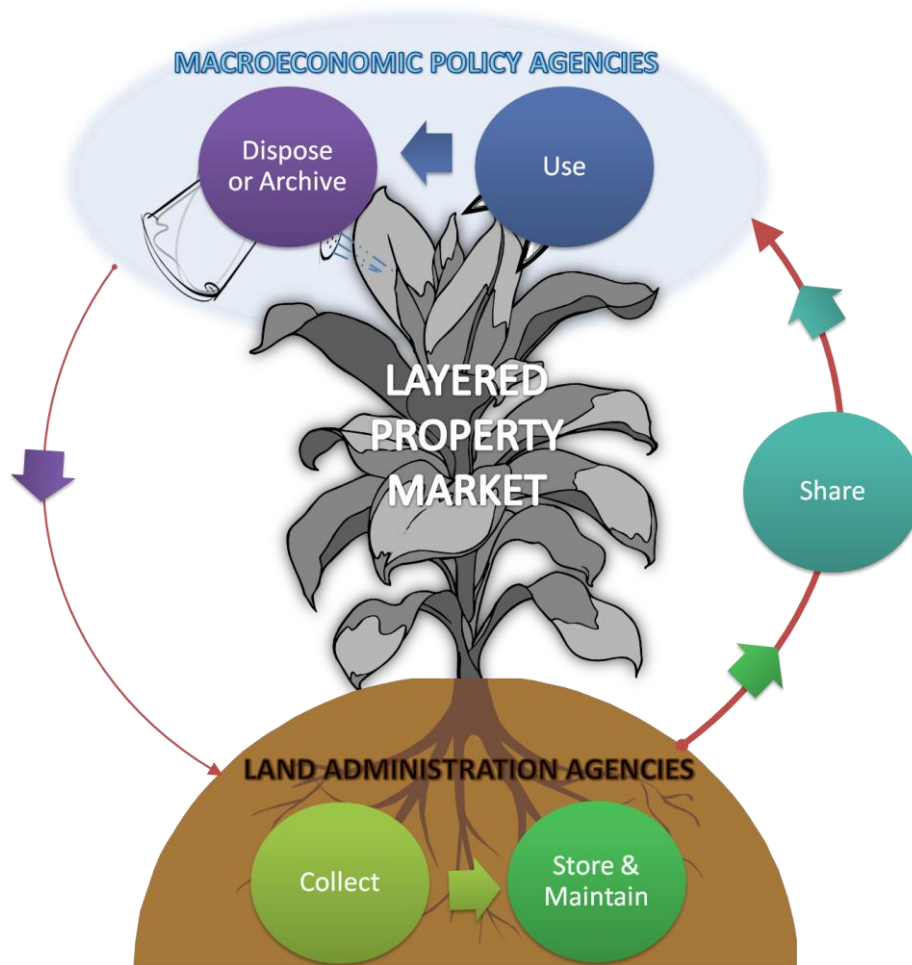 MACROECONOMIC POLICY AGENCIES
Dispose
or Archive
Use
LAYERED
PROPERTY
MARKET
Share
LAND ADMINISTRATION AGENCIES
Collect
Store &
Maintain